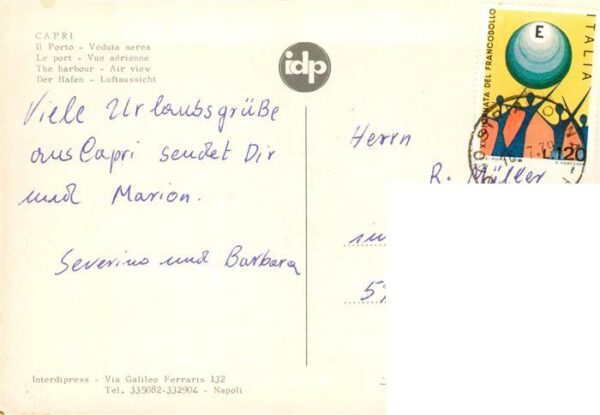 CAPRI
Il Porto - Veduta aerea
Le port - Vue aérienne
The harbour - Air view
Der Hafen - Luftaussicht
idp
E
ITALIA
GIORNATA DEL FRANCOBOLLO
L.120
Viele Urlaubsgrüße
aus Capri sendet Dir
und Marion.
Severino und Barbara
Herrn
R. Müller
in
5
Interdipress - Via Galileo Ferraris 132
Tel. 335082-332904 - Napoli